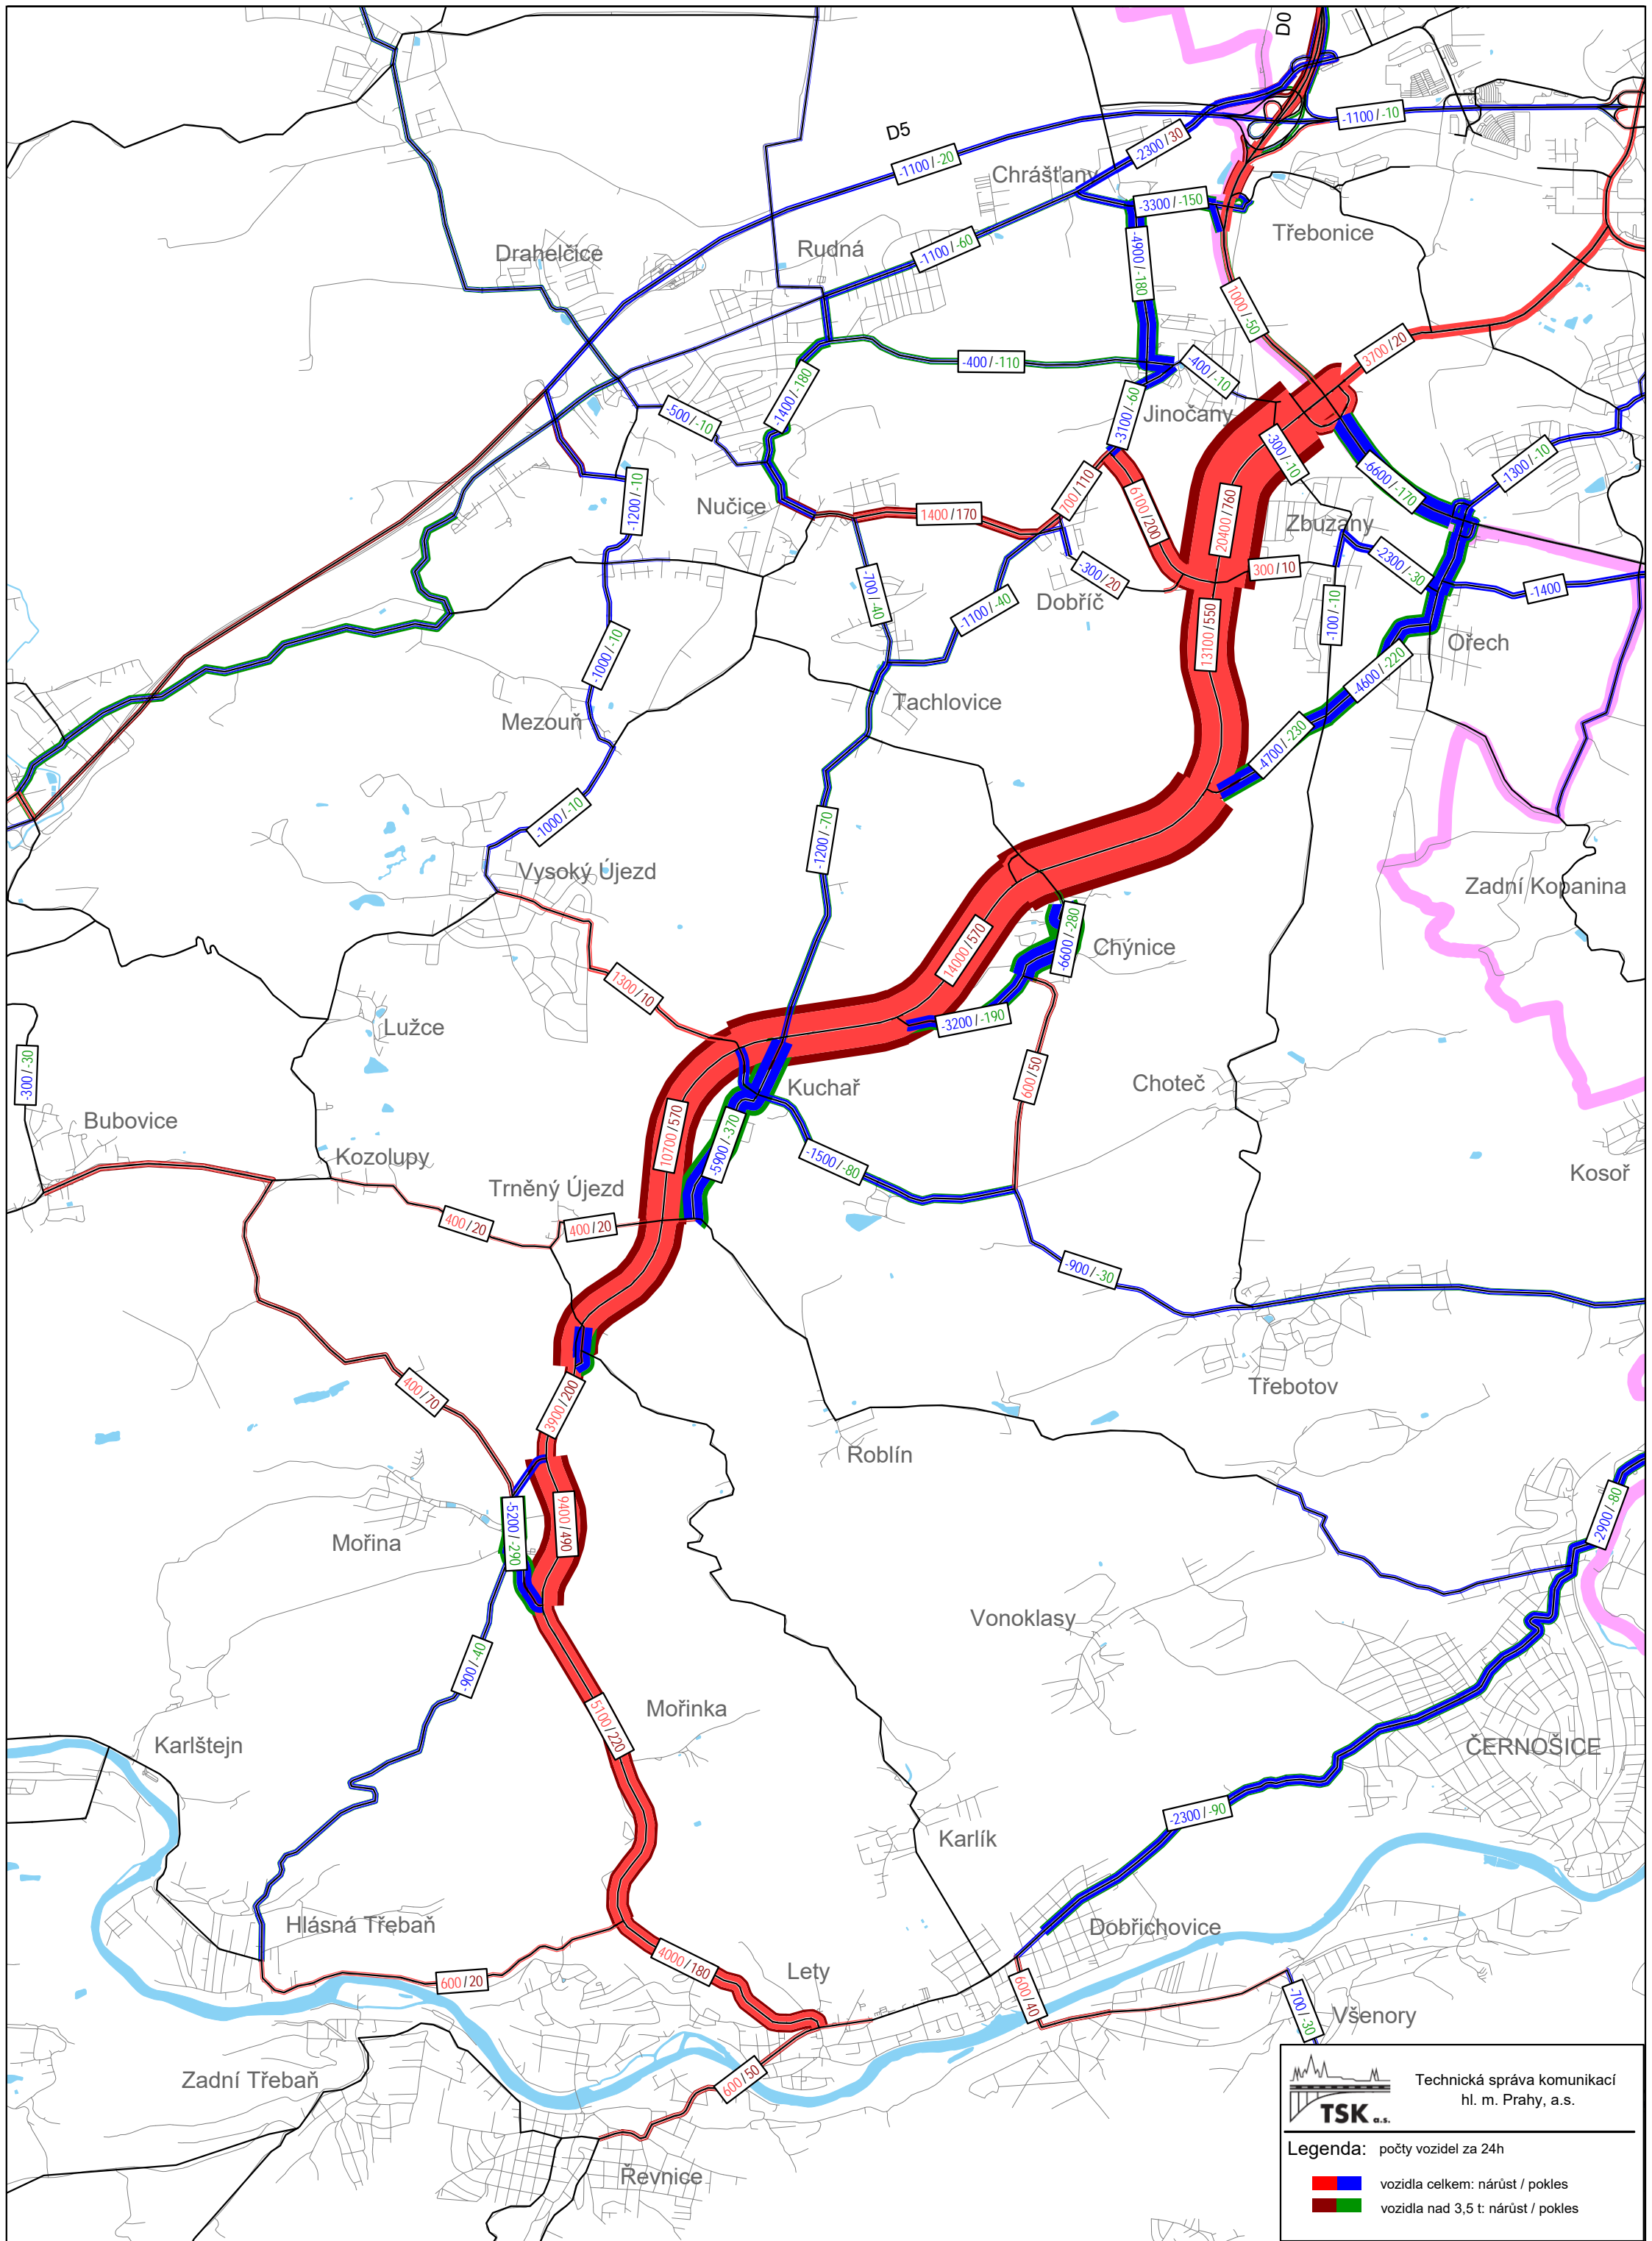 D0
D5
-1100/-10
-2300/30
-1100/-20
Chrášťany
-3300/-150
Třebonice
Rudná
Drahelčice
-1100/-60
-4900/-180
1000/-50
3700/20
-400/-110
-400/-10
-1400/-180
-500/-10
-3100/-60
Jinočany
-300/-10
-6600/-170
-1300/-10
-1200/-10
Nučice
1400/170
700/110
6100/200
20400/760
Zbuzany
300/10
-2300/-30
-1400
-300/20
Dobříč
-700/-40
-1100/-40
-100/-10
13100/550
Ořech
-1000/-10
-4600/-220
Tachlovice
Mezouň
-4700/-230
-1000/-10
-1200/-70
Vysoký Újezd
Zadní Kopanina
-6600/-280
Chýnice
14000/570
1300/10
Lužce
-3200/-190
-300/-30
600/50
Kuchař
Choteč
Bubovice
10700/570
-5900/-370
Kozolupy
-1500/-80
Kosoř
Trněný Újezd
400/20
400/20
-900/-30
400/70
3900/200
Třebotov
Roblín
-5200/-290
9400/490
Mořina
-2900/-80
Vonoklasy
-900/-40
5100/220
Mořinka
Karlštejn
ČERNOŠICE
-2300/-90
Karlík
Hlásná Třebaň
Dobřichovice
4000/180
600/20
Lety
600/40
-700/-30
Všenory
Zadní Třebaň
600/50
Řevnice
Technická správa komunikací
hl. m. Prahy, a.s.
TSK a.s.
Legenda: počty vozidel za 24h
vozidla celkem: nárůst / pokles
vozidla nad 3,5 t: nárůst / pokles